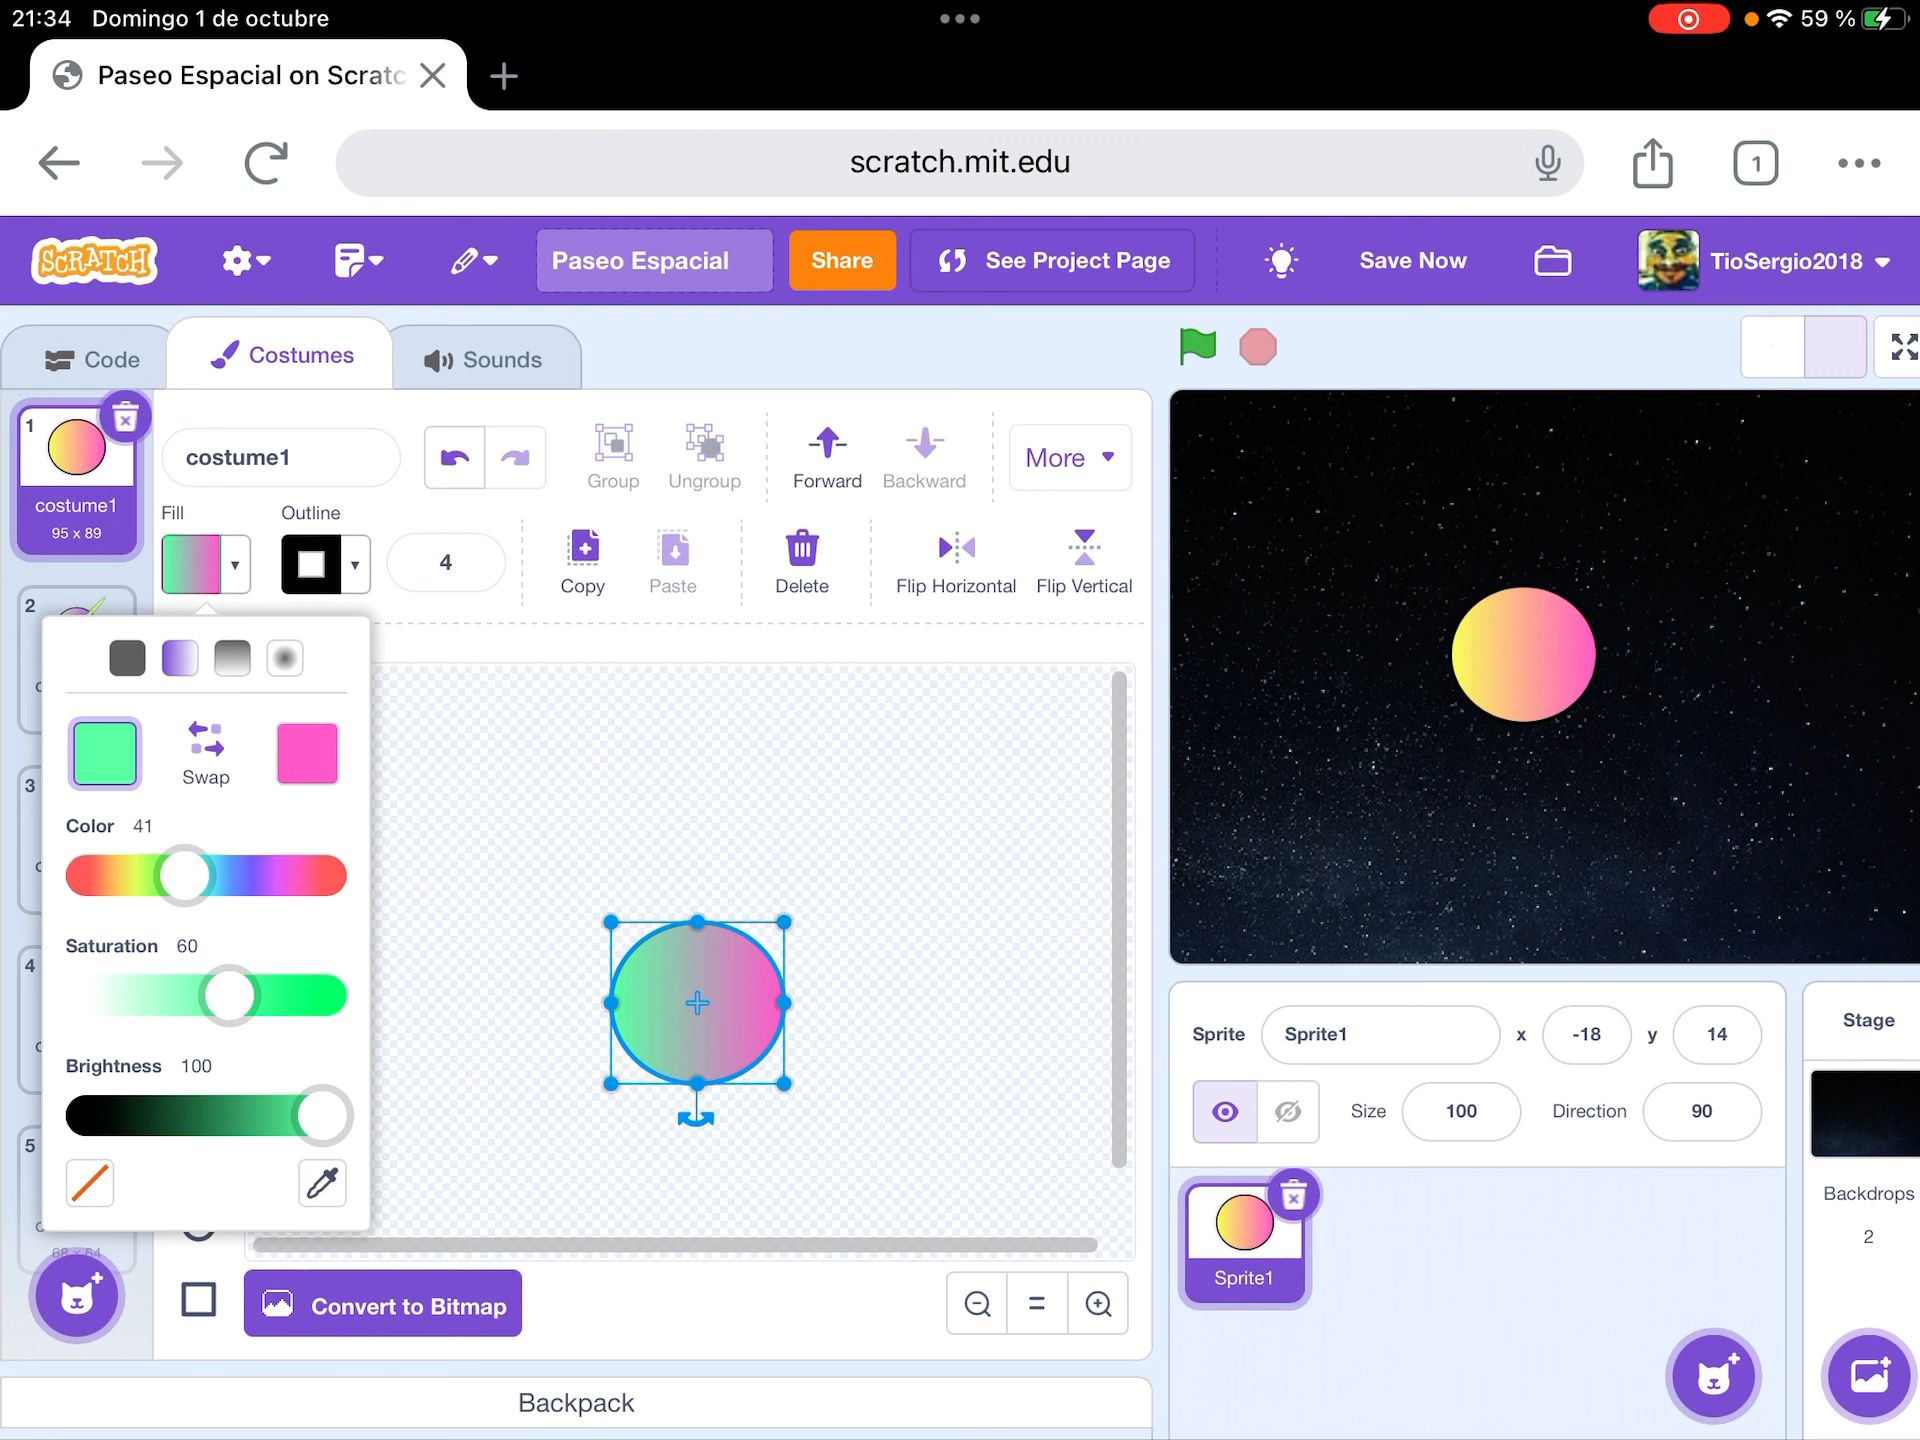 21:34 Domingo 1 de octubre
59 %
Paseo Espacial on Scratc
scratch.mit.edu
1
SCRATCH
Paseo Espacial
Share
See Project Page
Save Now
TioSergio2018
Code
Costumes
Sounds
1
costume1
95 x 89
costume1
Group
Ungroup
Forward
Backward
More
Fill
Outline
4
Copy
Paste
Delete
Flip Horizontal
Flip Vertical
2
3
4
5
Swap
Color 41
Saturation 60
Brightness 100
68 x 64
Convert to Bitmap
Backpack
Sprite
Sprite1
x
-18
y
14
Size
100
Direction
90
Sprite1
Stage
Backdrops
2